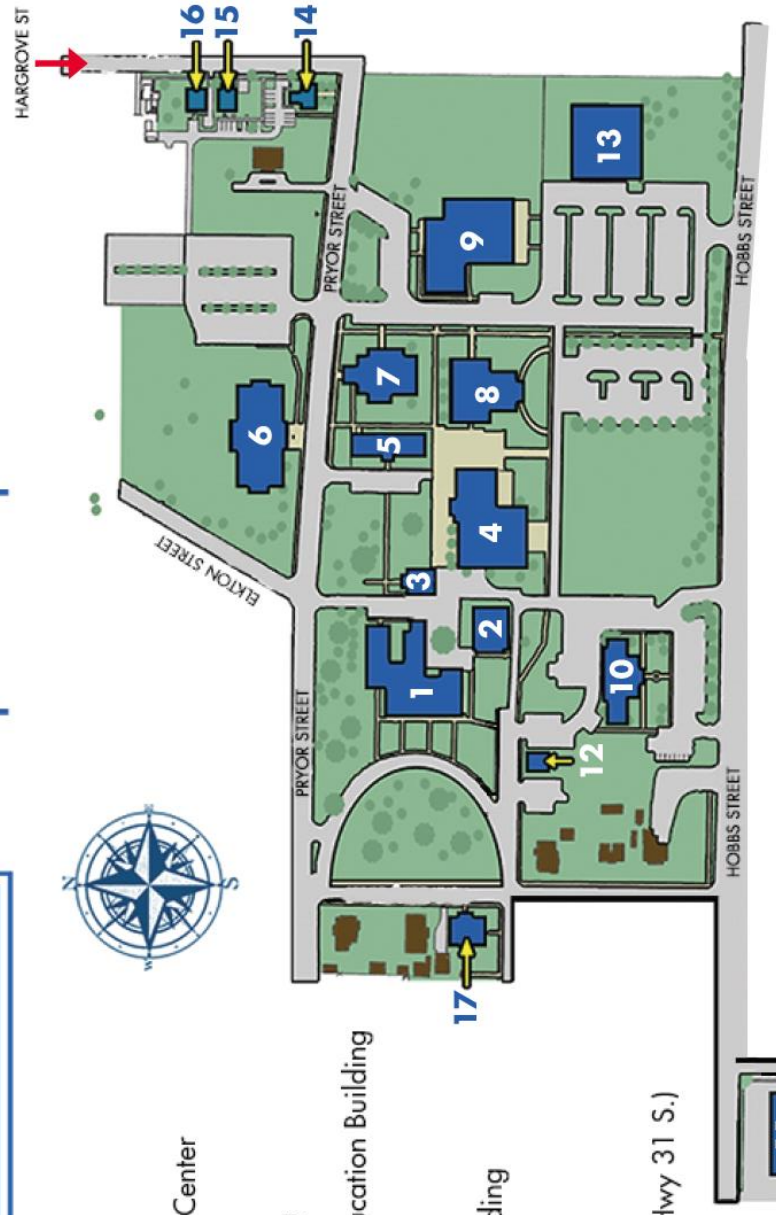 Center
cation Building
ding
Hwy 31 S.)
N
W
E
S
HARGROVE ST
16
15
14
ELKTON STREET
PRYOR STREET
PRYOR STREET
6
7
5
3
1
9
8
4
2
17
12
10
13
HOBBS STREET
HOBBS STREET